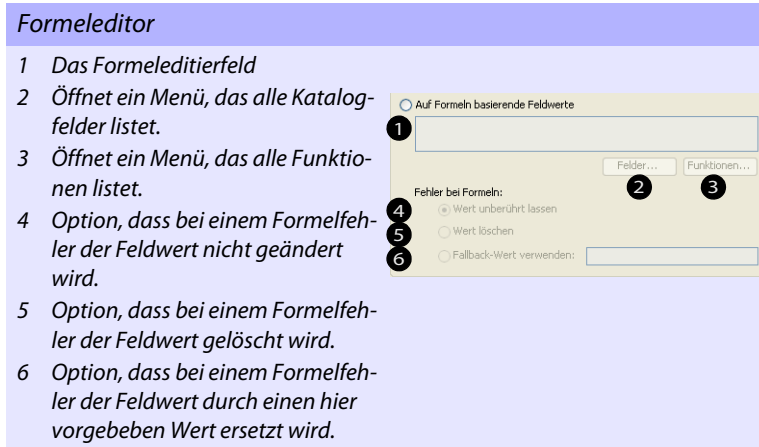 Formeleditor
1 Das Formeleditierfeld
2 Öffnet ein Menü, das alle Katalog-
felder listet.
3 Öffnet ein Menü, das alle Funktio-
nen listet.
4 Option, dass bei einem Formelfeh-
ler der Feldwert nicht geändert
wird.
5 Option, dass bei einem Formelfeh-
ler der Feldwert gelöscht wird.
6 Option, dass bei einem Formelfeh-
ler der Feldwert durch einen hier
vorgebeben Wert ersetzt wird.
Auf Formeln basierende Feldwerte
1
Felder... Funktionen...
2 3
Fehler bei Formeln:
4 Wert unberührt lassen
5 Wert löschen
6 Fallback-Wert verwenden: